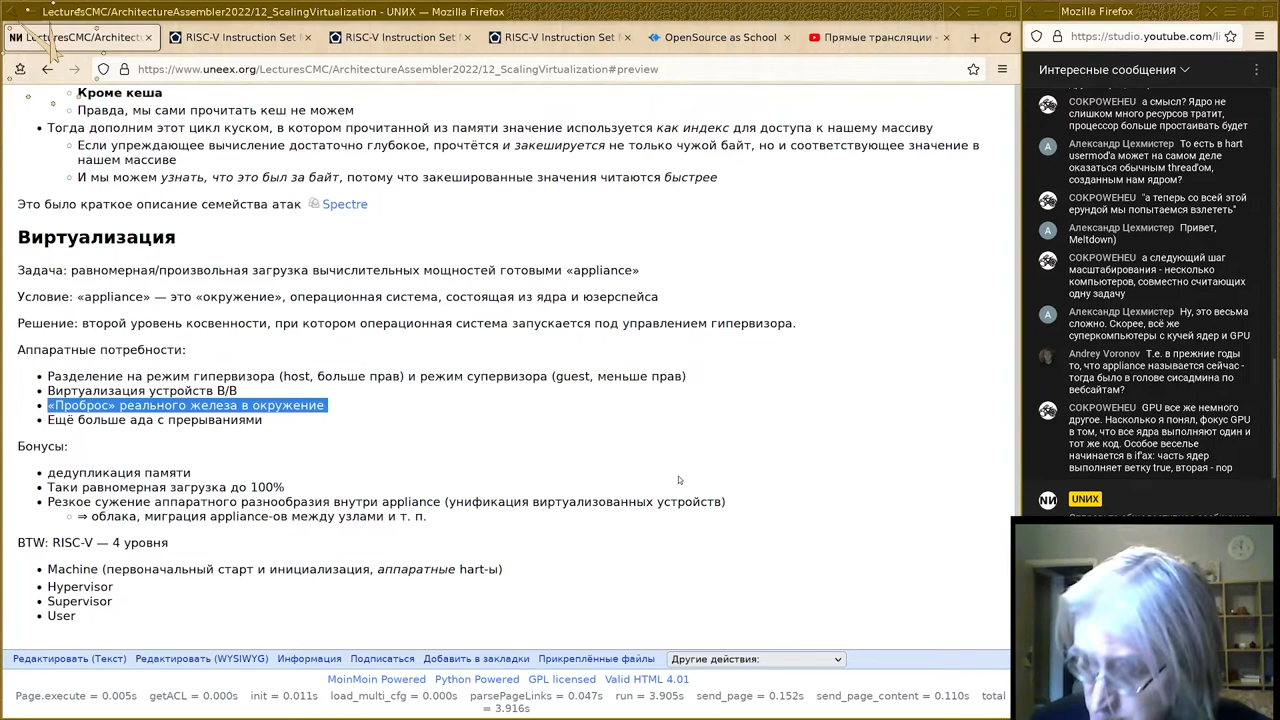 LecturesCMC/ArchitectureAssembler2022/12_ScalingVirtualization - UNИX — Mozilla Firefox
Mozilla Firefox
LecturesCMC/Architect
RISC-V Instruction Set M
RISC-V Instruction Set M
RISC-V Instruction Set M
OpenSource as School
Прямые трансляции -
https://www.uneex.org/LecturesCMC/ArchitectureAssembler2022/12_ScalingVirtualization#preview
https://studio.youtube.com/li
Кроме кеша
Правда, мы сами прочитать кеш не можем
Тогда дополним этот цикл куском, в котором прочитанной из памяти значение используется как индекс для доступа к нашему массиву
Если упреждающее вычисление достаточно глубокое, прочтётся и закешируется не только чужой байт, но и соответствующее значение в
нашем массиве
И мы можем узнать, что это был за байт, потому что закешированные значения читаются быстрее
Это было краткое описание семейства атак Spectre
Виртуализация
Задача: равномерная/произвольная загрузка вычислительных мощностей готовыми «appliance»
Условие: «appliance» — это «окружение», операционная система, состоящая из ядра и юзерспейса
Решение: второй уровень косвенности, при котором операционная система запускается под управлением гипервизора.
Аппаратные потребности:
Разделение на режим гипервизора (host, больше прав) и режим супервизора (guest, меньше прав)
Виртуализация устройств В/В
«Проброс» реального железа в окружение
Ещё больше ада с прерываниями
Бонусы:
дедупликация памяти
Таки равномерная загрузка до 100%
Резкое сужение аппаратного разнообразия внутри appliance (унификация виртуализованных устройств)
⇒ облака, миграция appliance-ов между узлами и т. п.
BTW: RISC-V — 4 уровня
Machine (первоначальный старт и инициализация, аппаратные hart-ы)
Hypervisor
Supervisor
User
Редактировать (Текст) Редактировать (WYSIWYG) Информация Подписаться Добавить в закладки Прикреплённые файлы Другие действия:
MoinMoin Powered Python Powered GPL licensed Valid HTML 4.01
Page.execute = 0.005s getACL = 0.000s init = 0.011s load_multi_cfg = 0.000s parsePageLinks = 0.047s run = 3.905s send_page = 0.152s send_page_content = 0.110s total
= 3.916s
Интересные сообщения
COKPOWEHEU а смысл? Ядро не
слишком много ресурсов тратит,
процессор больше простаивать будет
Александр Цехмистер То есть в hart
usermod'а может на самом деле
оказаться обычным thread'ом,
созданным нам ядром?
COKPOWEHEU "а теперь со всей этой
ерундой мы попытаемся взлететь"
Александр Цехмистер Привет,
Meltdown)
COKPOWEHEU а следующий шаг
масштабирования - несколько
компьютеров, совместно считающих
одну задачу
Александр Цехмистер Ну, это весьма
сложно. Скорее, всё же
суперкомпьютеры с кучей ядер и GPU
Andrey Voronov Т.е. в прежние годы
то, что appliance называется сейчас -
тогда было в голове сисадмина по
вебсайтам?
COKPOWEHEU GPU все же немного
другое. Насколько я понял, фокус GPU
в том, что все ядра выполняют один и
тот же код. Особое веселье
начинается в if'ах: часть ядер
выполняет ветку true, вторая - nop
NИ UNИX